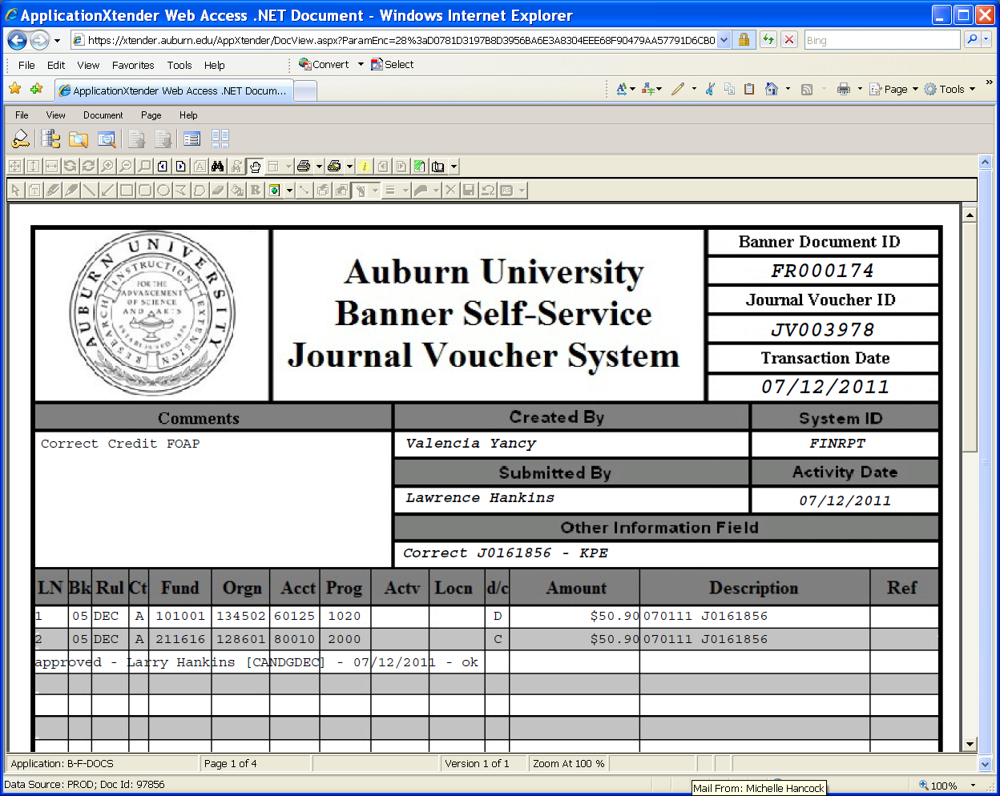 ApplicationXtender Web Access .NET Document - Windows Internet Explorer
https://xtender.auburn.edu/AppXtender/DocView.aspx?ParamEnc=28%3aD0781D3197B8D3956BA6E3A8304EEE68F90479AA57791D6CB0
Bing
File Edit View Favorites Tools Help
Convert Select
ApplicationXtender Web Access .NET Docum...
Page Tools
File View Document Page Help
AUBURN UNIVERSITY
INSTRUCTION
RESEARCH
EXTENSION
FOR THE
ADVANCEMENT
OF SCIENCE
AND ARTS
ESTABLISHED 1856
Auburn University
Banner Self-Service
Journal Voucher System
Banner Document ID
FR000174
Journal Voucher ID
JV003978
Transaction Date
07/12/2011
Comments Created By System ID
Correct Credit FOAP Valencia Yancy FINRPT
Submitted By Activity Date
Lawrence Hankins 07/12/2011
Other Information Field
Correct J0161856 - KPE
LN Bk Rul Ct Fund Orgn Acct Prog Actv Locn d/c Amount Description Ref
1 05 DEC A 101001 134502 60125 1020 D $50.90 070111 J0161856
2 05 DEC A 211616 128601 80010 2000 C $50.90 070111 J0161856
approved - Larry Hankins [CANDGDEC] - 07/12/2011 - ok
Application: B-F-DOCS Page 1 of 4 Version 1 of 1 Zoom At 100 %
Data Source: PROD; Doc Id: 97856 100%
Mail From: Michelle Hancock